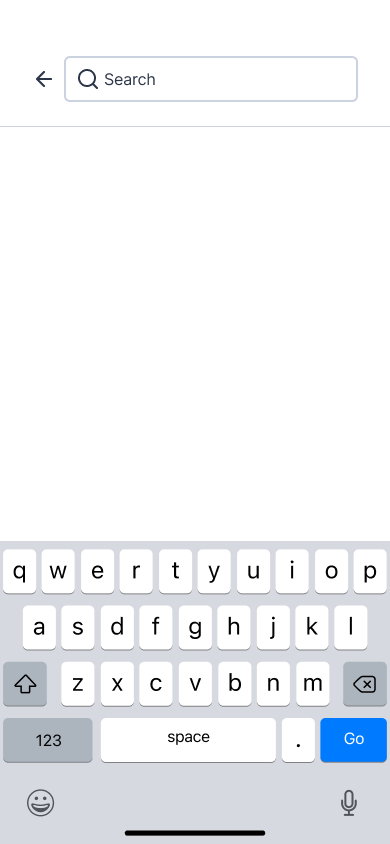 Search
q w e r t y u i o p
a s d f g h j k l
z x c v b n m
123 space . Go